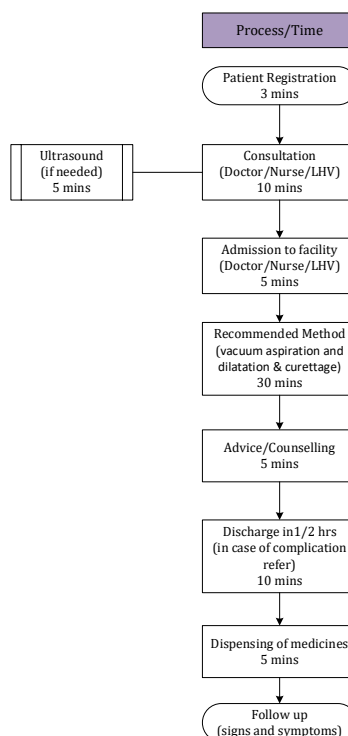 Process/Time
Patient Registration
3 mins
Ultrasound
(if needed)
5 mins
Consultation
(Doctor/Nurse/LHV)
10 mins
Admission to facility
(Doctor/Nurse/LHV)
5 mins
Recommended Method
(vacuum aspiration and
dilatation & curettage)
30 mins
Advice/Counselling
5 mins
Discharge in1/2 hrs
(in case of complication
refer)
10 mins
Dispensing of medicines
5 mins
Follow up
(signs and symptoms)